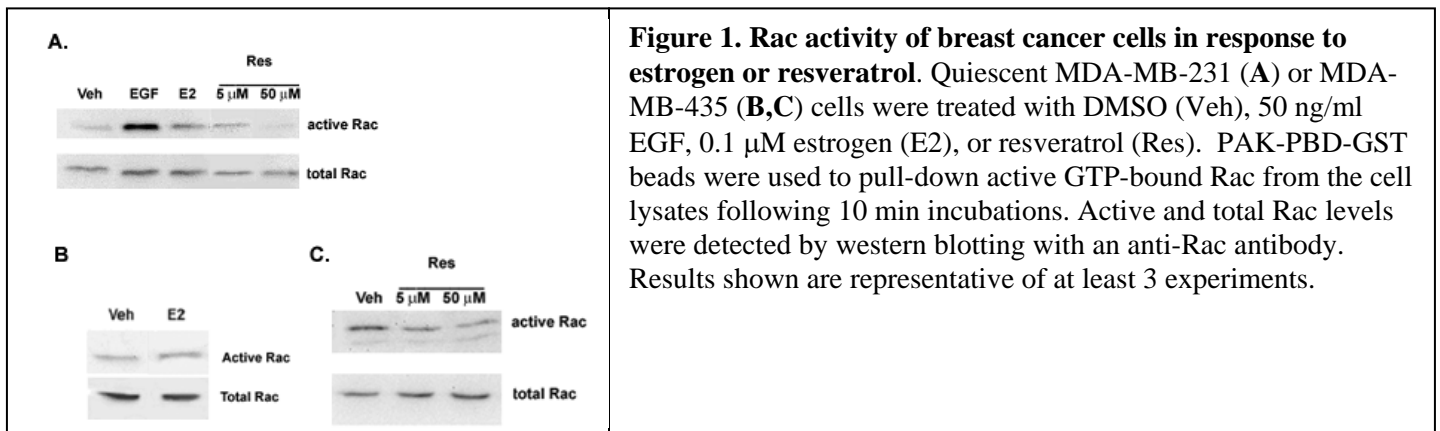 A.
Res
Veh EGF E2 5 μM 50 μM
active Rac
total Rac
B
Veh E2
Active Rac
Total Rac
C.
Res
Veh 5 μM 50 μM
active Rac
total Rac
Figure 1. Rac activity of breast cancer cells in response to
estrogen or resveratrol. Quiescent MDA-MB-231 (A) or MDA-
MB-435 (B,C) cells were treated with DMSO (Veh), 50 ng/ml
EGF, 0.1 μM estrogen (E2), or resveratrol (Res). PAK-PBD-GST
beads were used to pull-down active GTP-bound Rac from the cell
lysates following 10 min incubations. Active and total Rac levels
were detected by western blotting with an anti-Rac antibody.
Results shown are representative of at least 3 experiments.